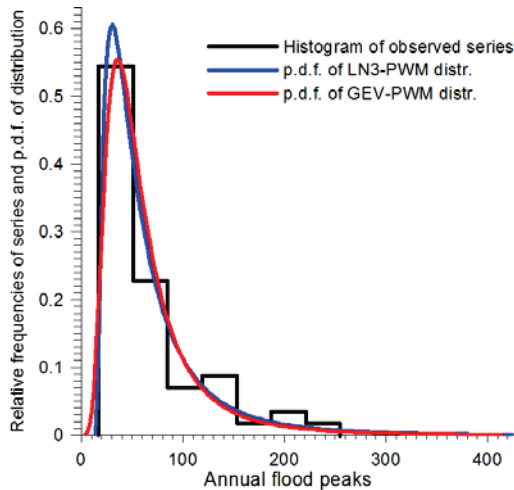 Relative frequencies of series and p.d.f. of distribution
0.6
0.5
0.4
0.3
0.2
0.1
0
Histogram of observed series
p.d.f. of LN3-PWM distr.
p.d.f. of GEV-PWM distr.
0 100 200 300 400
Annual flood peaks